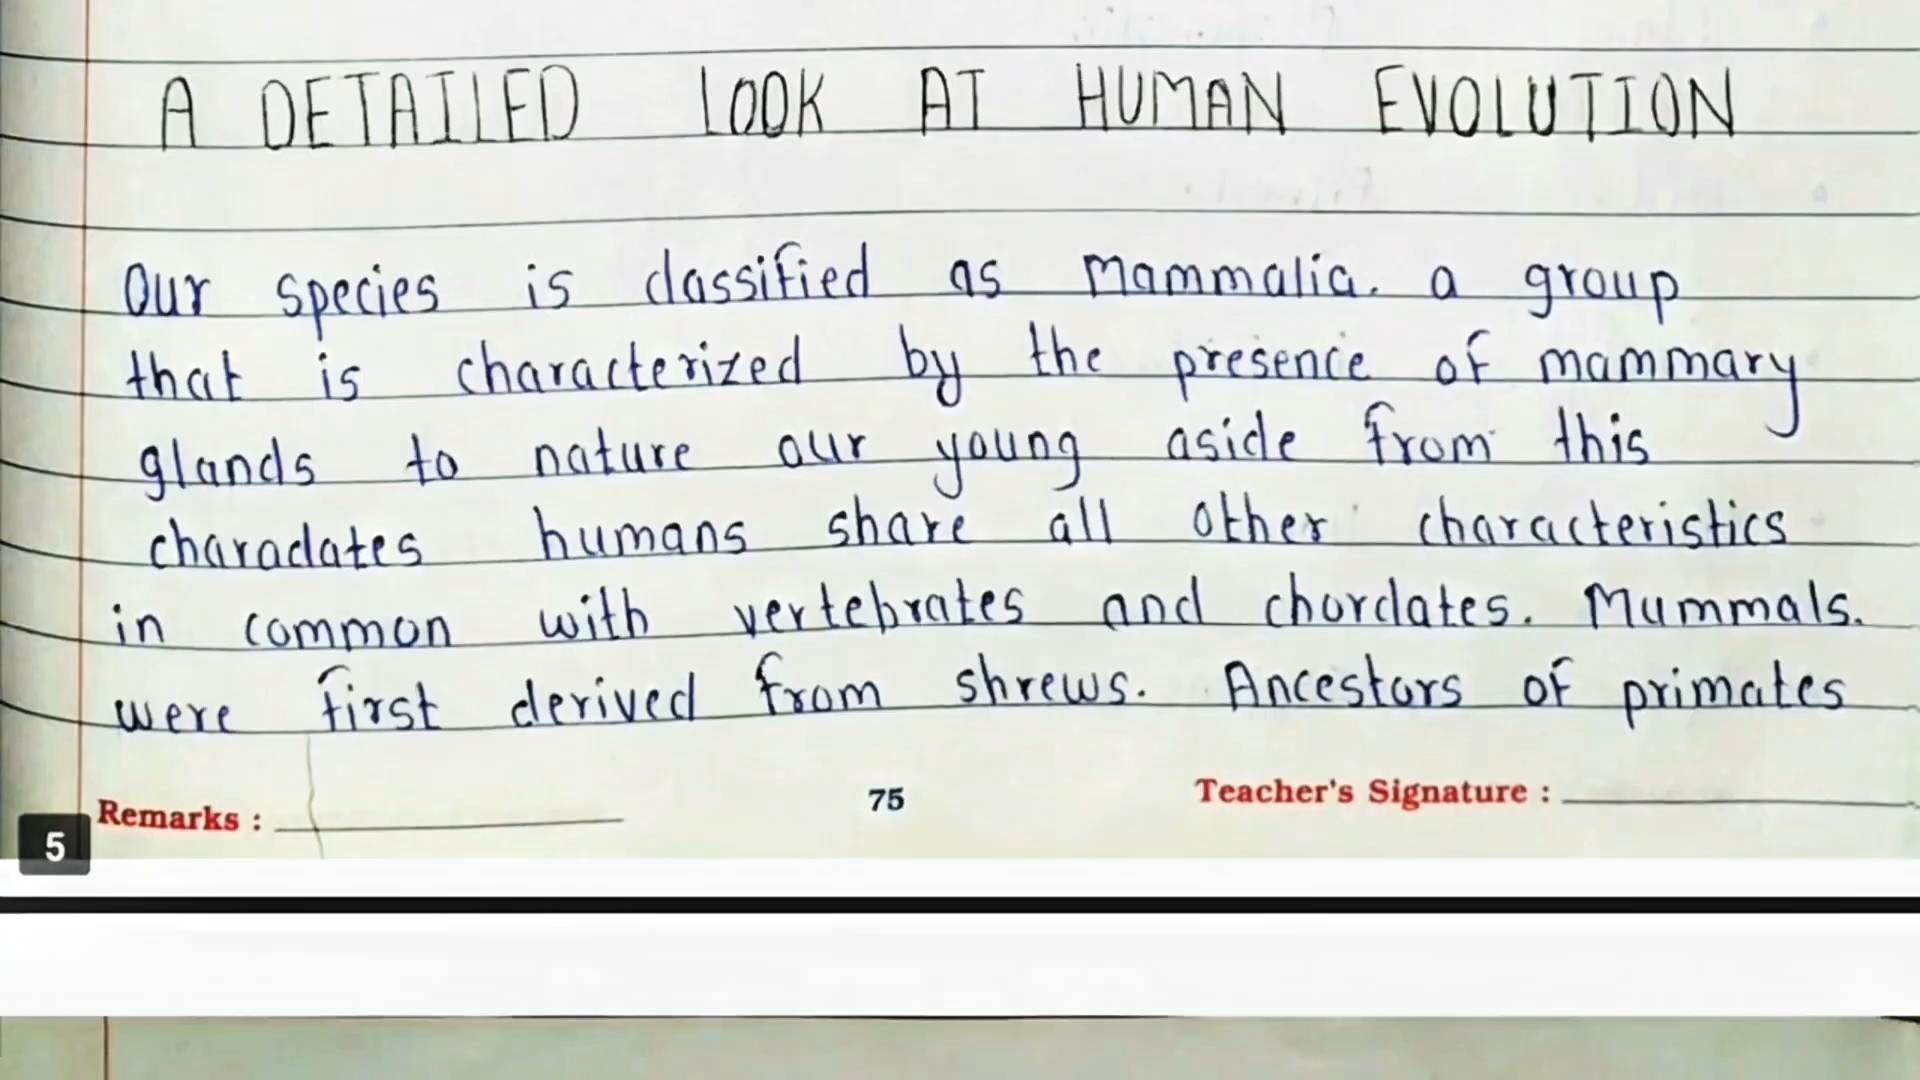 A DETAILED LOOK AT HUMAN EVOLUTION
Our species is classified as Mammalia. a group
that is characterized by the presence of mammary
glands to nature our young aside from this
charadates humans share all other characteristics
in common with vertebrates and chordates. Mummals.
were first derived from shrews. Ancestors of primates
Remarks : 75 Teacher's Signature :
5